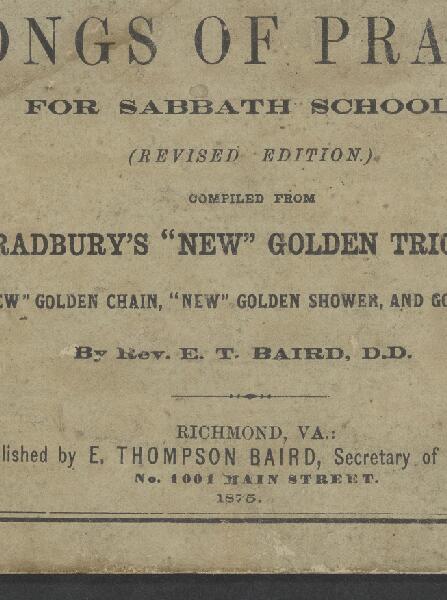 ONGS OF PRA
FOR SABBATH SCHOOL
(REVISED EDITION.)
COMPILED FROM
RADBURY'S "NEW" GOLDEN TRIO
EW" GOLDEN CHAIN, "NEW" GOLDEN SHOWER, AND GO
By Rev. E. T. BAIRD, D.D.
RICHMOND, VA.:
lished by E. THOMPSON BAIRD, Secretary of
No. 1001 MAIN STREET.
1875.